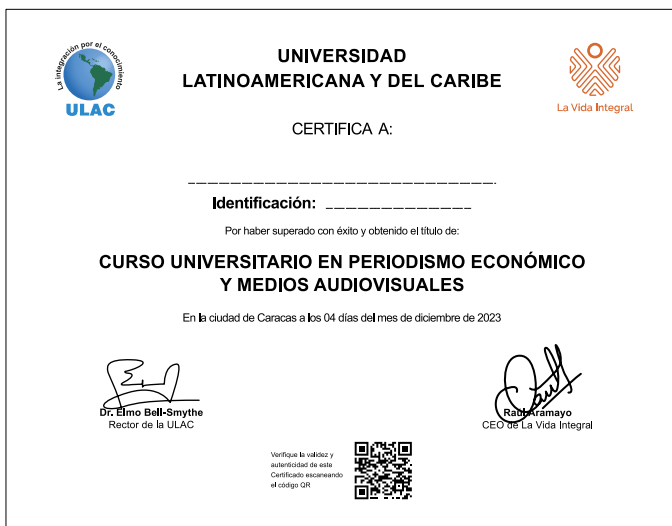 La integración por el conocimiento
ULAC
UNIVERSIDAD
LATINOAMERICANA Y DEL CARIBE
La Vida Integral
CERTIFICA A:
Identificación:
Por haber superado con éxito y obtenido el título de:
CURSO UNIVERSITARIO EN PERIODISMO ECONÓMICO
Y MEDIOS AUDIOVISUALES
En la ciudad de Caracas a los 04 días del mes de diciembre de 2023
Dr. Elmo Bell-Smythe
Rector de la ULAC
Raúl Aramayo
CEO de La Vida Integral
Verifique la validez y
autenticidad de este
Certificado escaneando
el código QR